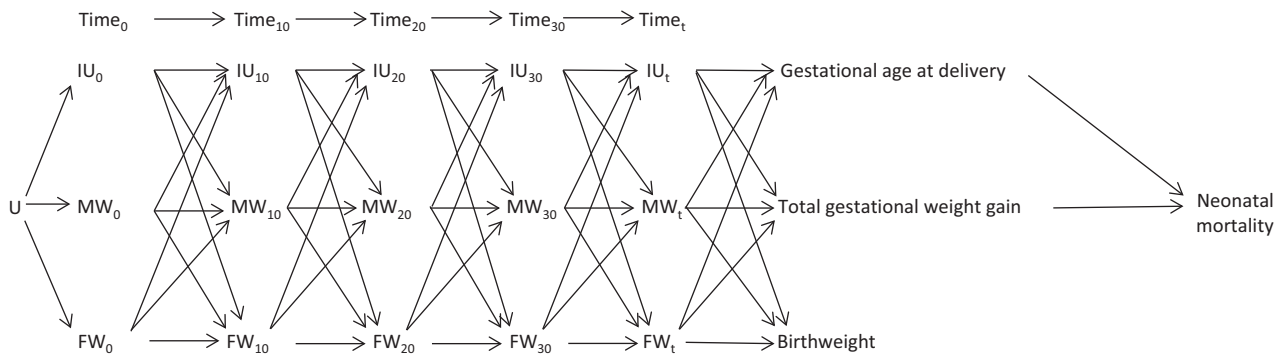 Time0 Time10 Time20 Time30 Timet
IU0 IU10 IU20 IU30 IUt Gestational age at delivery
U MW0 MW10 MW20 MW30 MWt Total gestational weight gain Neonatal
mortality
FW0 FW10 FW20 FW30 FWt Birthweight